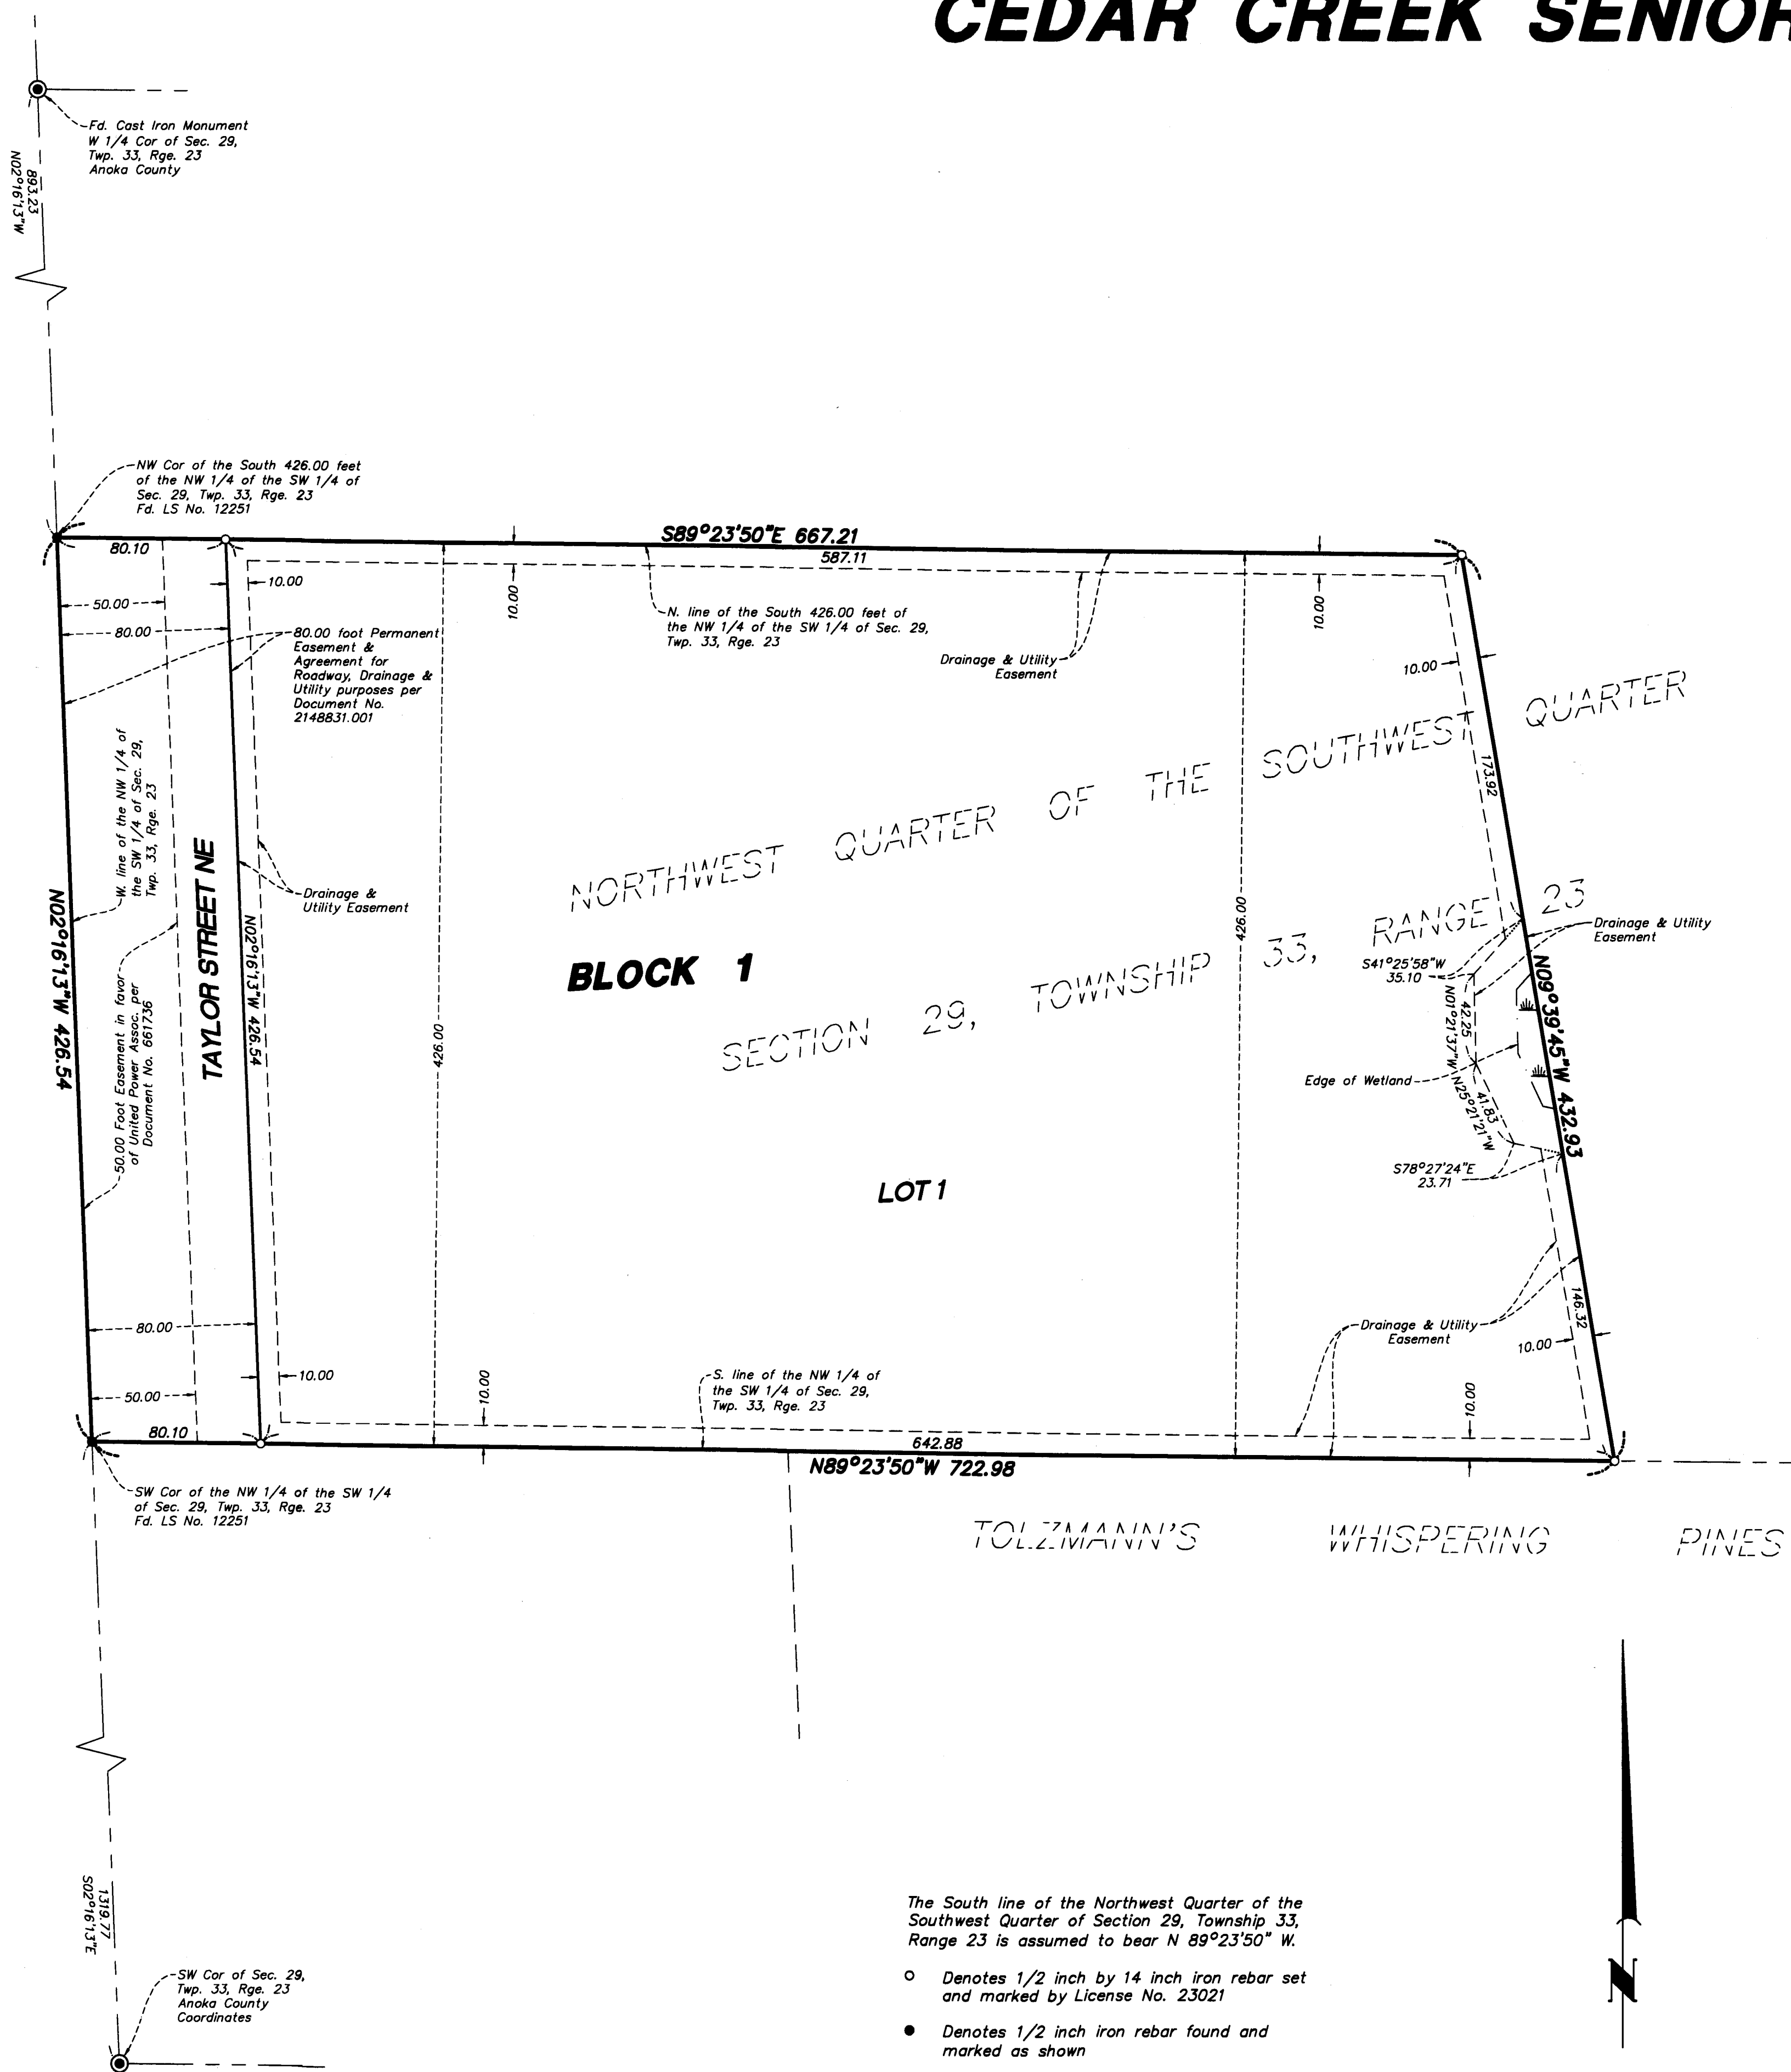 CEDAR CREEK SENIOR
Fd. Cast Iron Monument
W 1/4 Cor of Sec. 29,
Twp. 33, Rge. 23
Anoka County
893.23
N02°16'13"W
NW Cor of the South 426.00 feet
of the NW 1/4 of the SW 1/4 of
Sec. 29, Twp. 33, Rge. 23
Fd. LS No. 12251
S89°23'50"E 667.21
80.10
587.11
10.00
50.00
80.00
10.00
10.00
N. line of the South 426.00 feet of
the NW 1/4 of the SW 1/4 of Sec. 29,
Twp. 33, Rge. 23
80.00 foot Permanent
Easement &
Agreement for
Roadway, Drainage &
Utility purposes per
Document No.
2148831.001
Drainage & Utility
Easement
10.00
173.92
W. line of the NW 1/4 of
the SW 1/4 of Sec. 29,
Twp. 33, Rge. 23
NORTHWEST QUARTER OF THE SOUTHWEST QUARTER
TAYLOR STREET NE
Drainage &
Utility Easement
N02°16'13"W 426.54
N02°16'13"W 426.54
50.00 Foot Easement in favor
of United Power Assoc. per
Document No. 661736
BLOCK 1
SECTION 29, TOWNSHIP 33, RANGE 23
426.00
426.00
Drainage & Utility
Easement
S41°25'58"W
35.10
42.25
N01°21'37"W
N09°39'45"W 432.93
Edge of Wetland
41.83
N25°21'21"W
S78°27'24"E
23.71
LOT 1
146.32
Drainage & Utility
Easement
10.00
80.00
10.00
50.00
10.00
S. line of the NW 1/4 of
the SW 1/4 of Sec. 29,
Twp. 33, Rge. 23
10.00
80.10
642.88
N89°23'50"W 722.98
SW Cor of the NW 1/4 of the SW 1/4
of Sec. 29, Twp. 33, Rge. 23
Fd. LS No. 12251
TOLZMANN'S WHISPERING PINES
1319.77
S02°16'13"E
SW Cor of Sec. 29,
Twp. 33, Rge. 23
Anoka County
Coordinates
The South line of the Northwest Quarter of the
Southwest Quarter of Section 29, Township 33,
Range 23 is assumed to bear N 89°23'50" W.
Denotes 1/2 inch by 14 inch iron rebar set
and marked by License No. 23021
Denotes 1/2 inch iron rebar found and
marked as shown
N